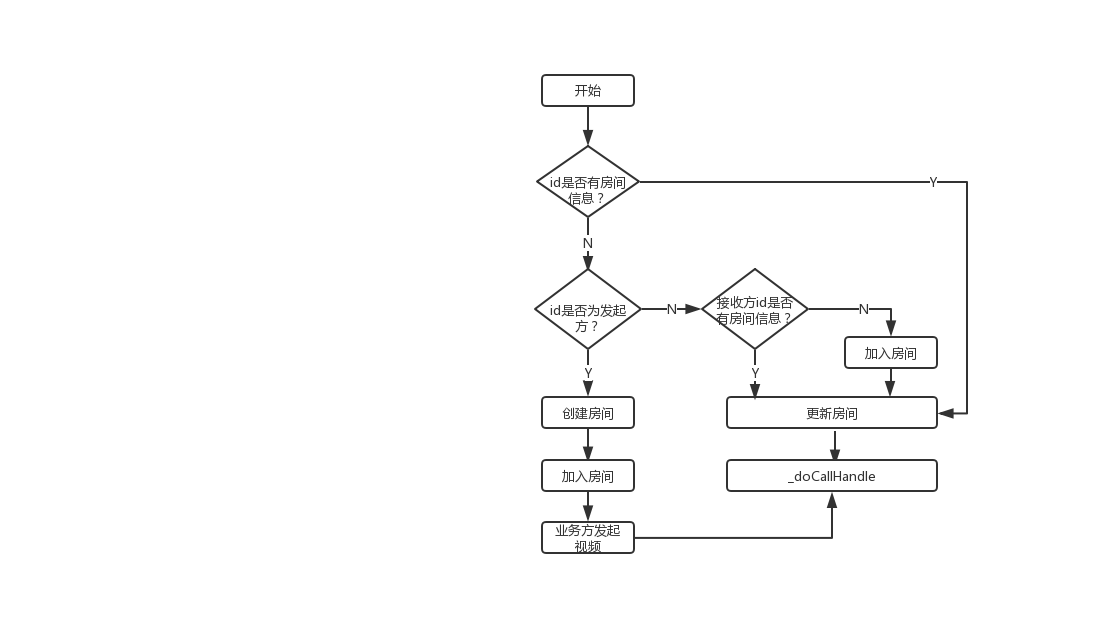 开始
id是否有房间
信息？
Y
N
id是否为发起
方？
N
接收方id是否
有房间信息？
N
加入房间
Y
Y
创建房间
更新房间
加入房间
_doCallHandle
业务方发起
视频